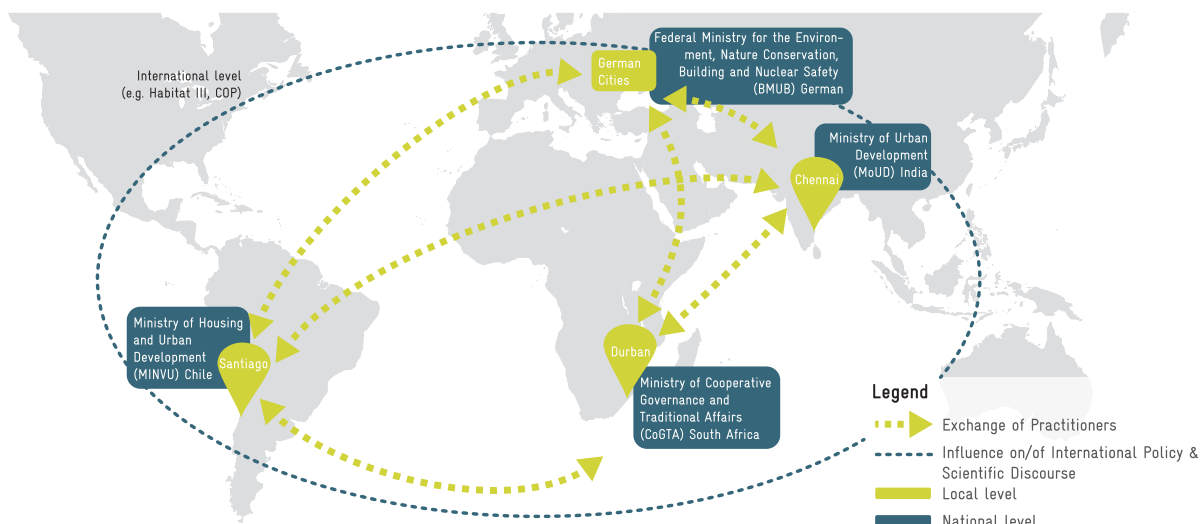 International level
(e.g. Habitat III, COP)
German
Cities
Federal Ministry for the Environ-
ment, Nature Conservation,
Building and Nuclear Safety
(BMUB) German
Ministry of Urban
Development
(MoUD) India
Chennai
Ministry of Housing
and Urban
Development
(MINVU) Chile
Santiago
Durban
Ministry of Cooperative
Governance and
Traditional Affairs
(CoGTA) South Africa
Legend
Exchange of Practitioners
Influence on/of International Policy &
Scientific Discourse
Local level
National level